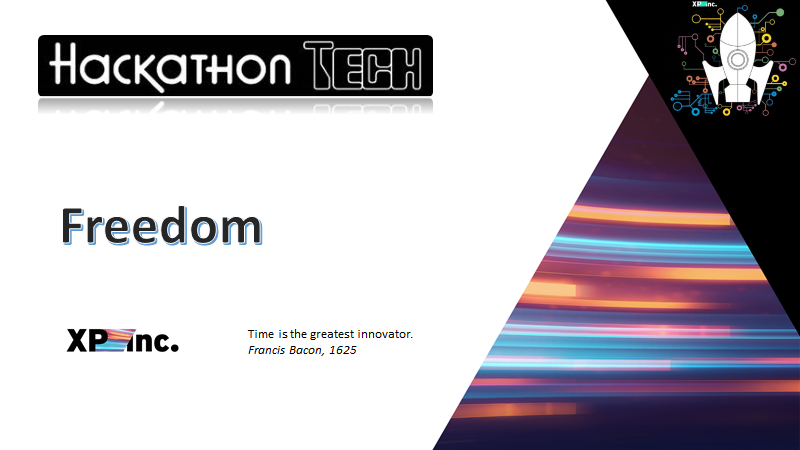 XP inc.
Hackathon Tech
Freedom
XP inc.
Time is the greatest innovator.
Francis Bacon, 1625